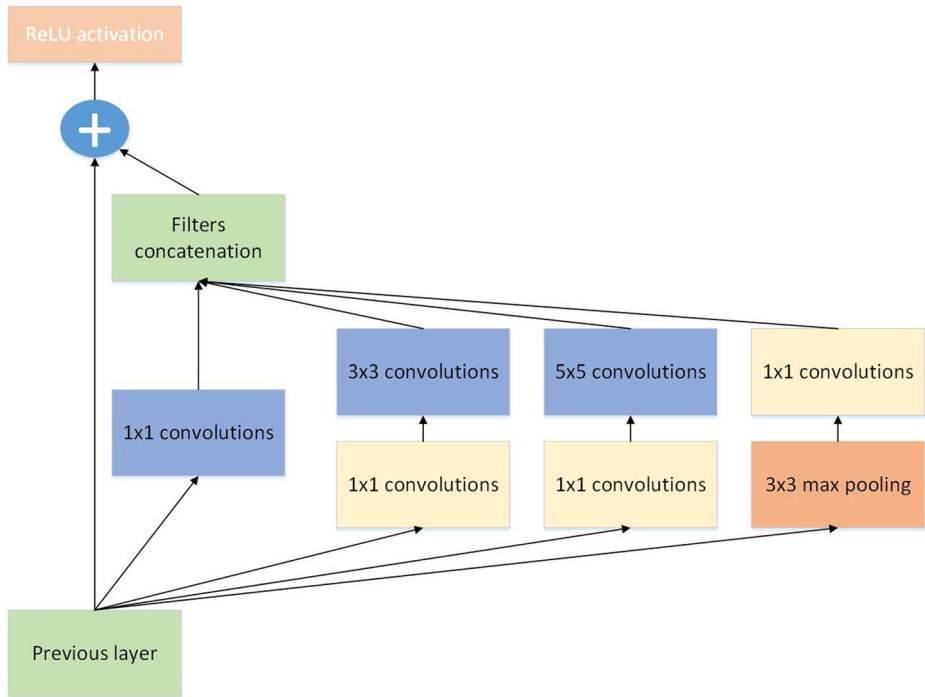 ReLU activation
+
Filters
concatenation
3x3 convolutions
5x5 convolutions
1x1 convolutions
1x1 convolutions
1x1 convolutions
1x1 convolutions
3x3 max pooling
Previous layer